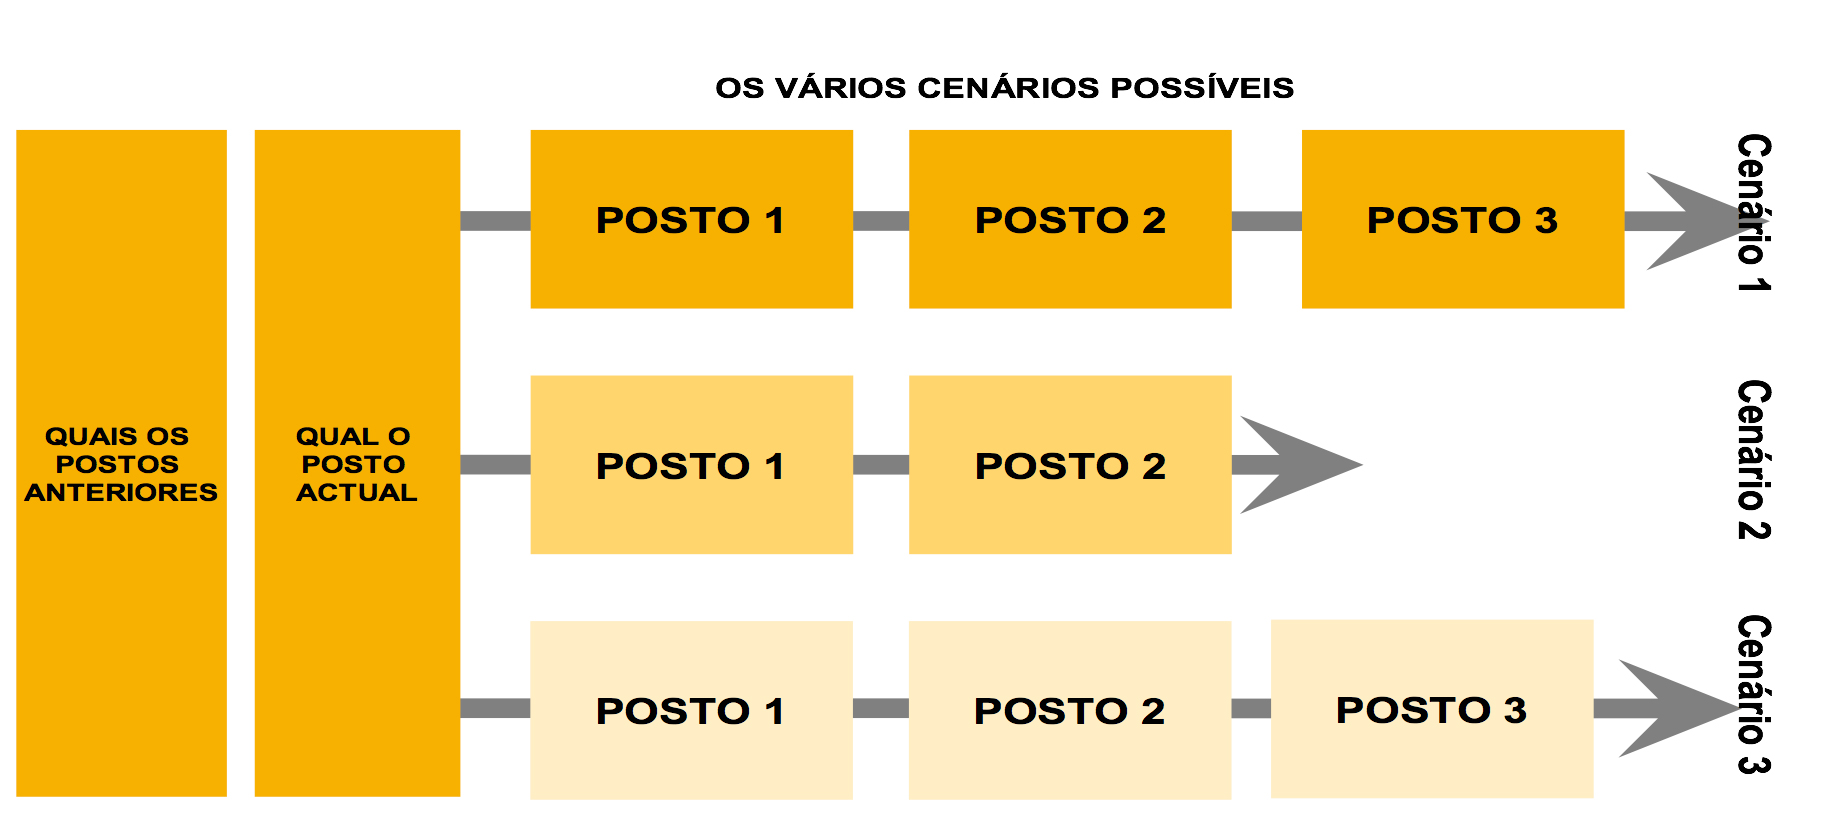 OS VÁRIOS CENÁRIOS POSSÍVEIS
QUAIS OS
POSTOS
ANTERIORES
QUAL O
POSTO
ACTUAL
POSTO 1
POSTO 2
POSTO 3
Cenário 1
POSTO 1
POSTO 2
Cenário 2
POSTO 1
POSTO 2
POSTO 3
Cenário 3